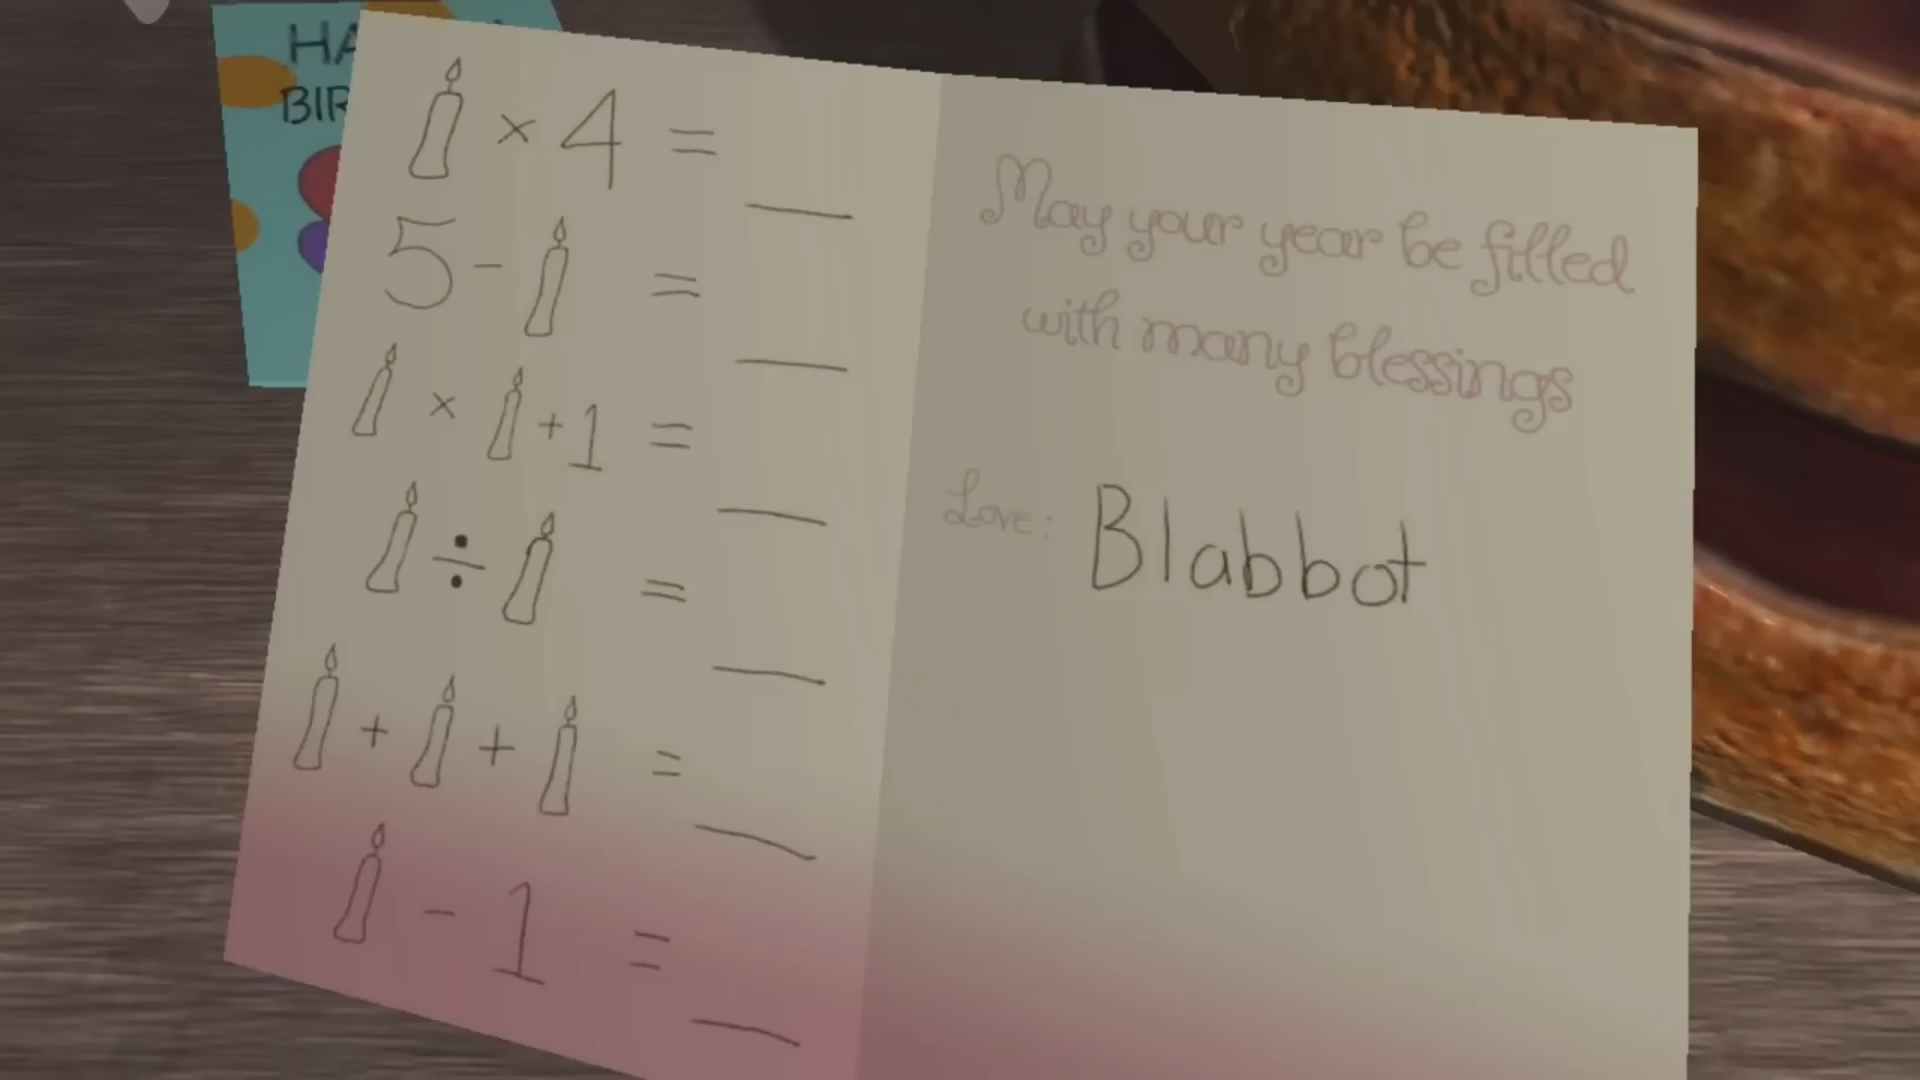 HA
BIR
× 4 =
5 - =
× + 1 =
÷ =
+ + =
- 1 =
May your year be filled
with many blessings
Love: Blabbot